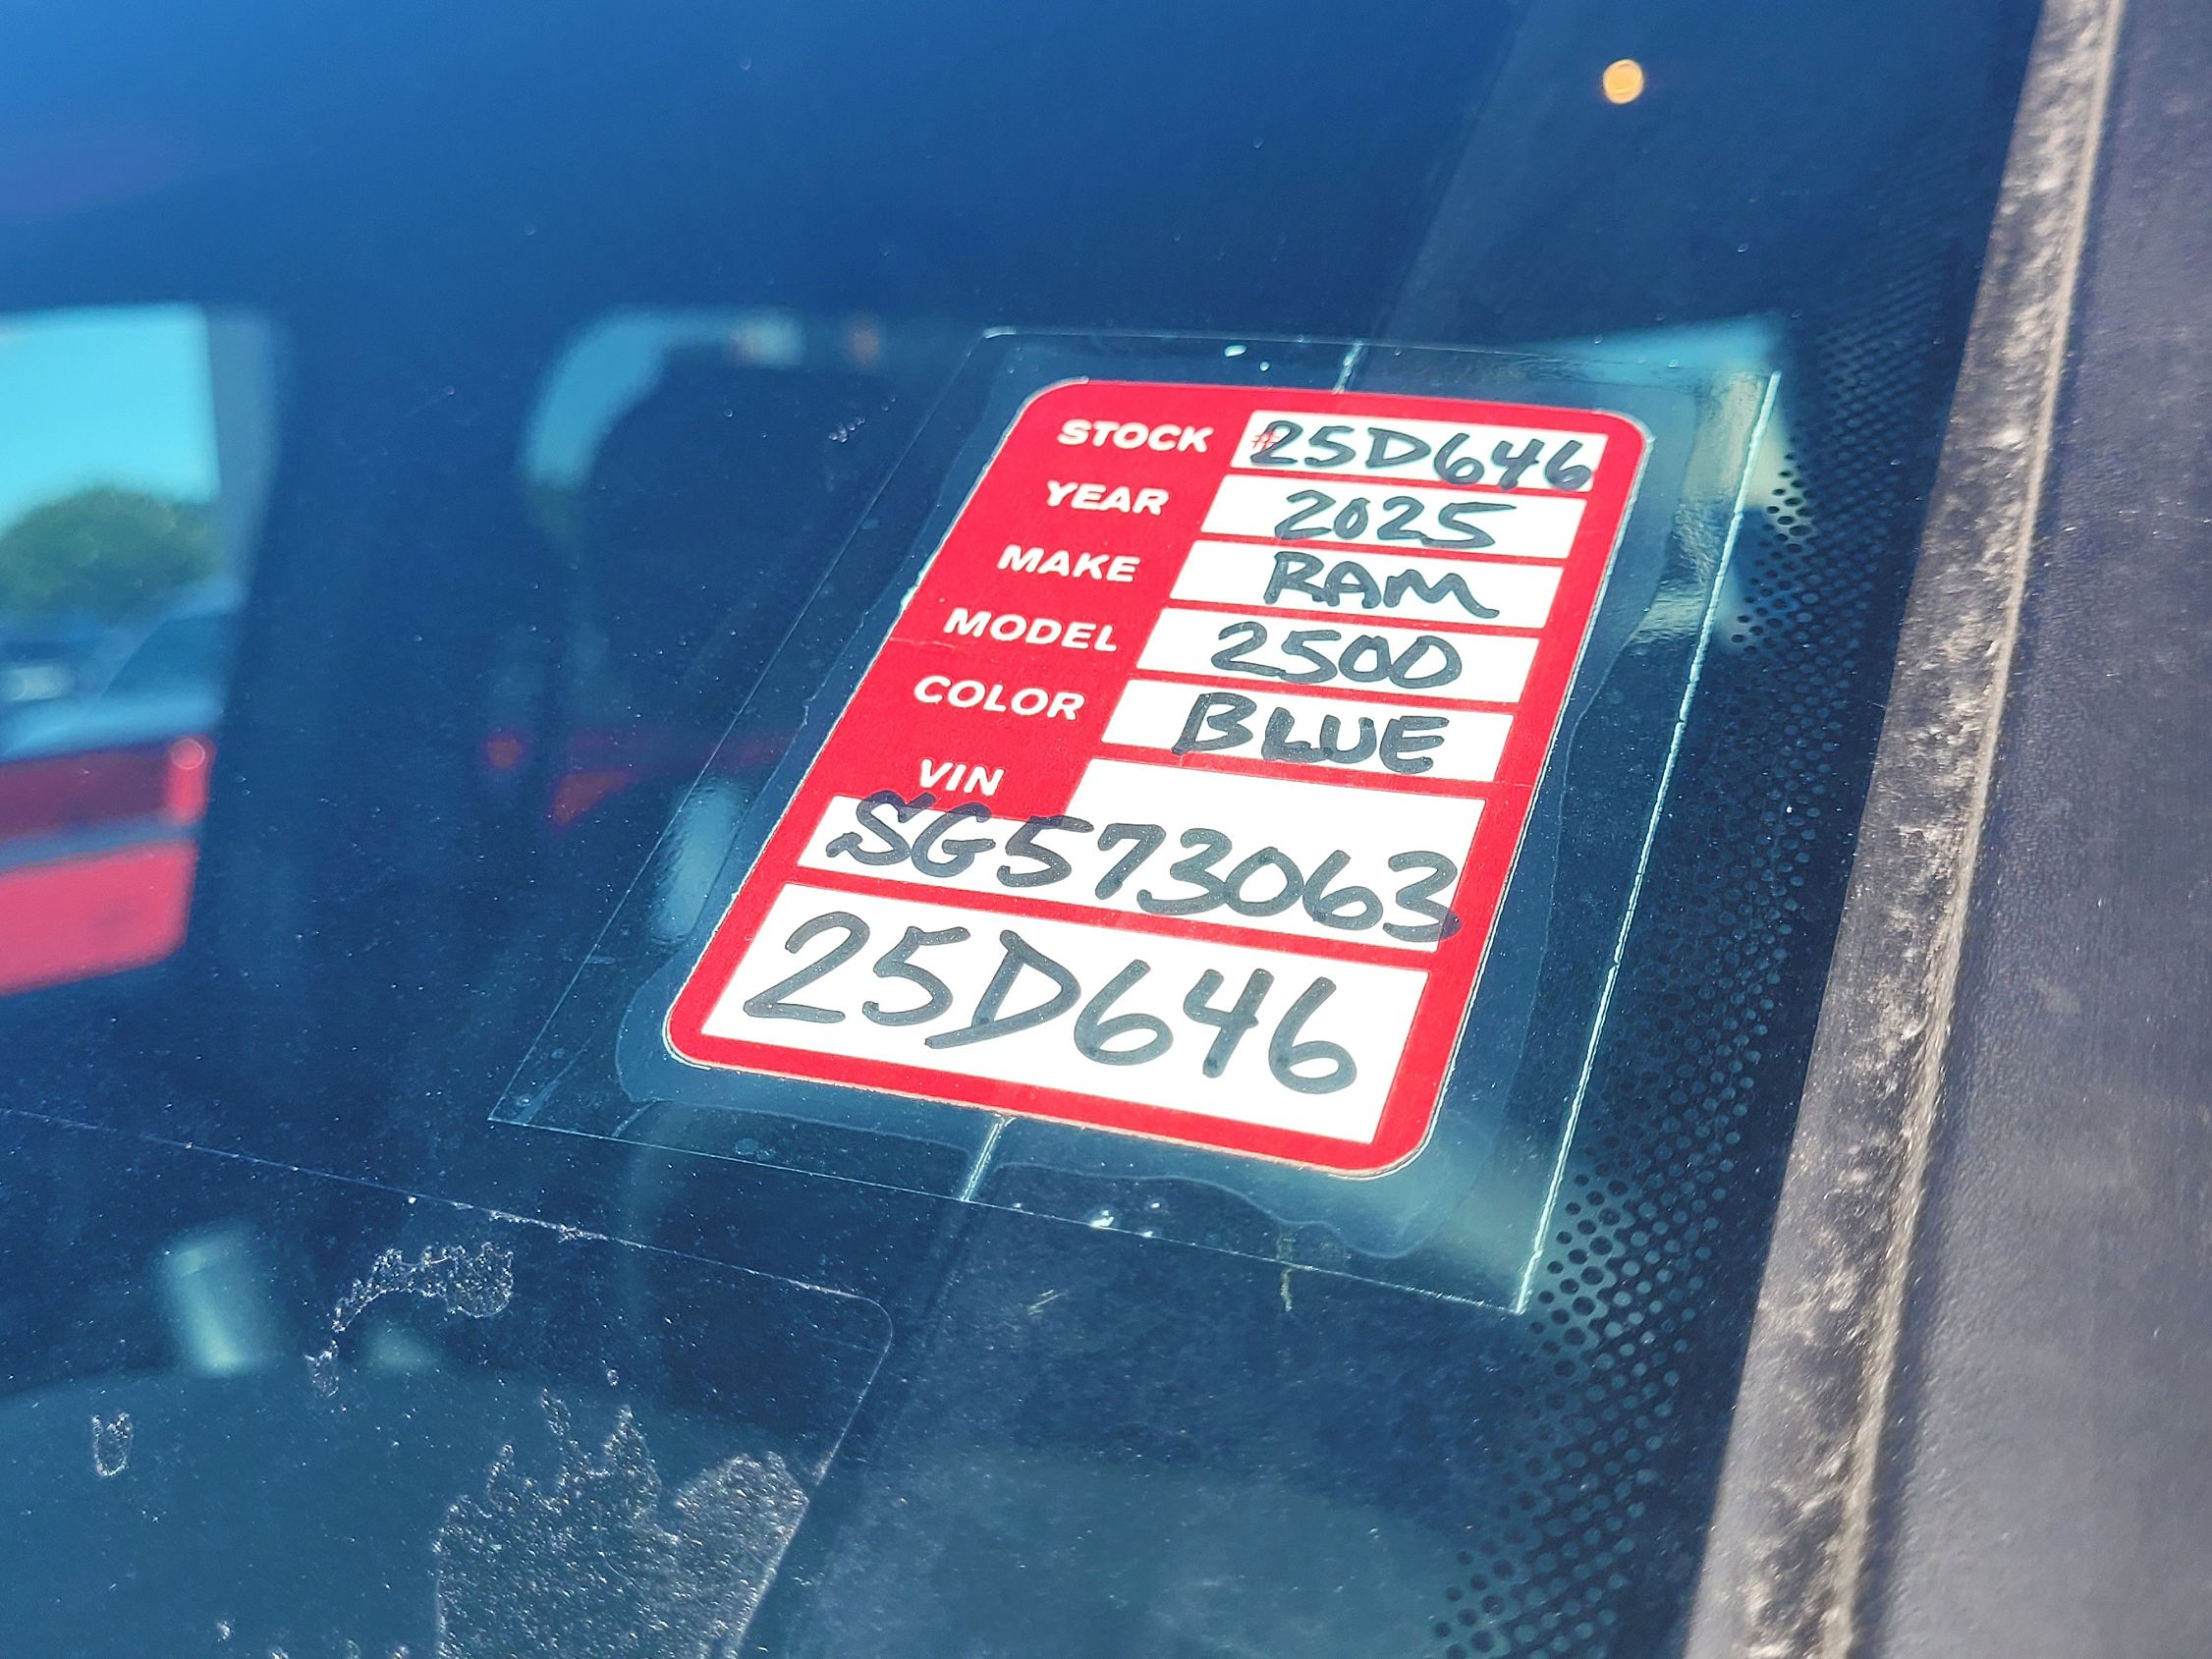 STOCK #25D646
YEAR 2025
MAKE RAM
MODEL 2500
COLOR BLUE
VIN
SG573063
25D646